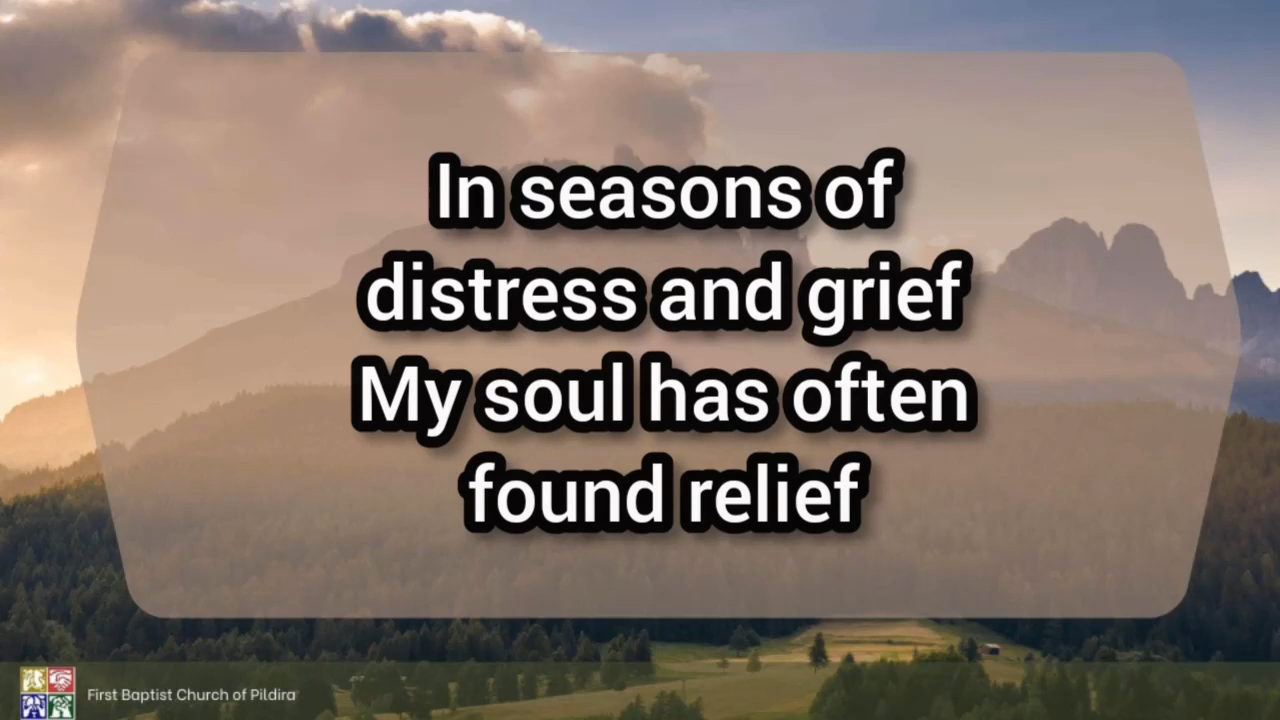 In seasons of
distress and grief
My soul has often
found relief
First Baptist Church of Pildira